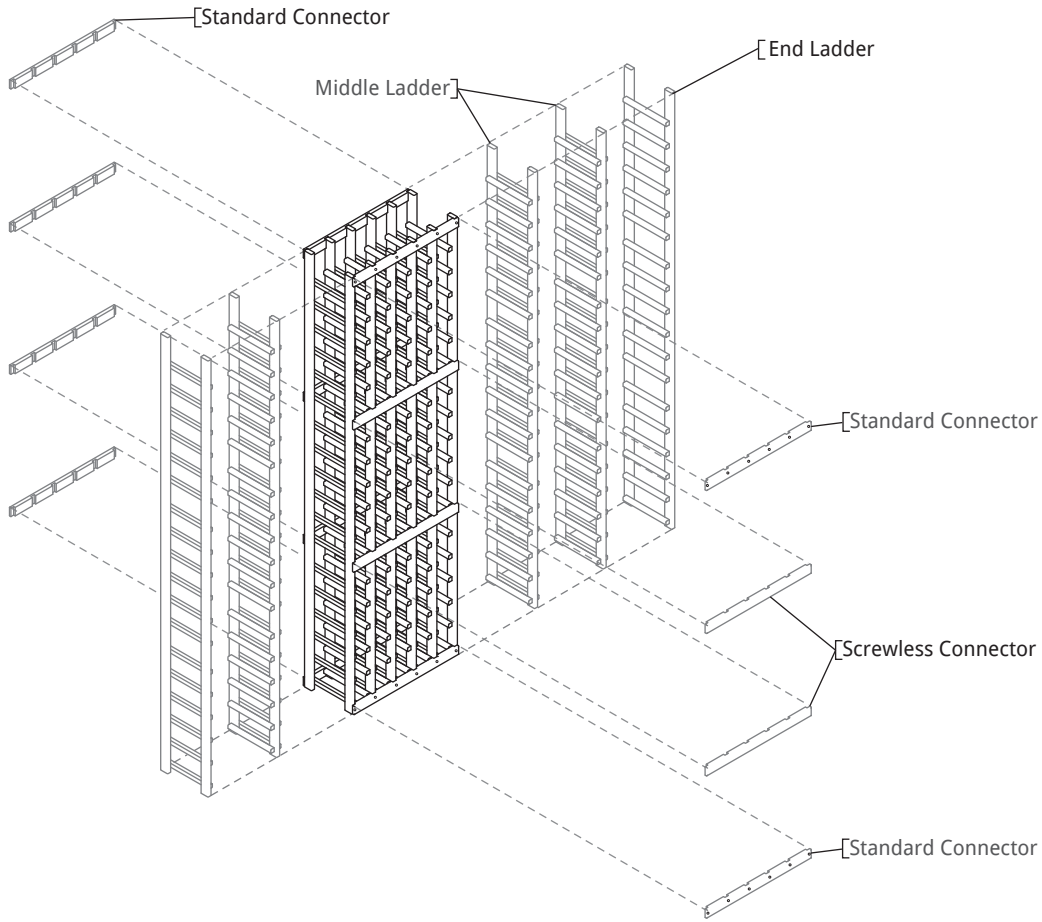 Standard Connector
End Ladder
Middle Ladder
Standard Connector
Screwless Connector
Standard Connector